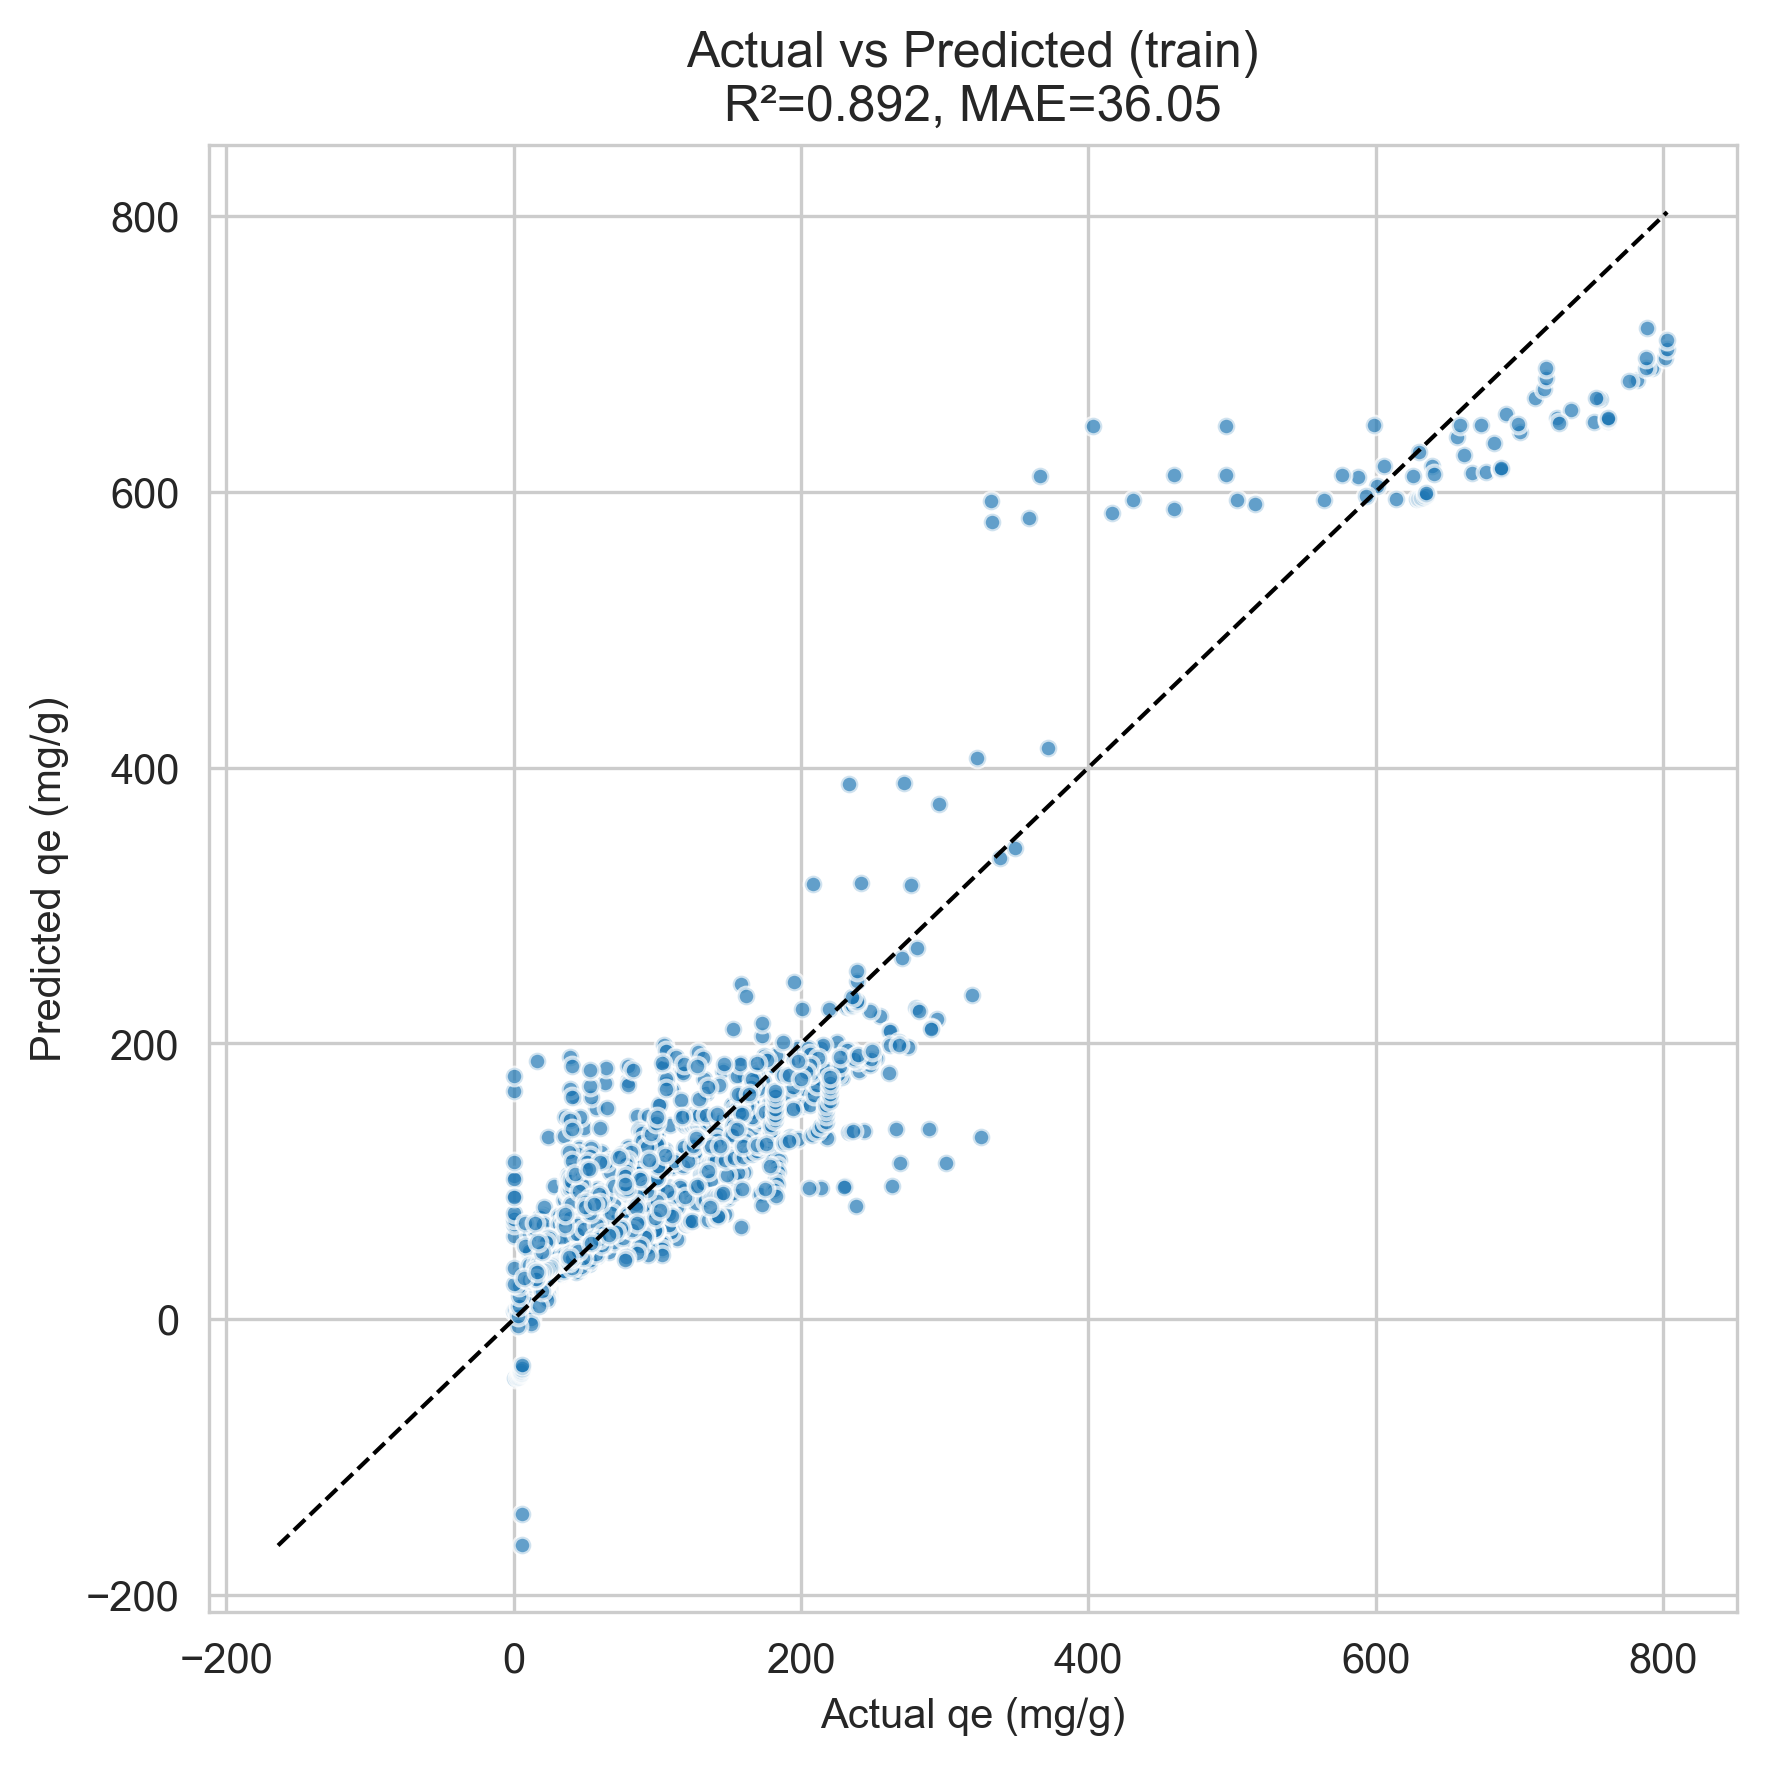 Actual vs Predicted (train)
R²=0.892, MAE=36.05
800
600
400
200
0
−200
Predicted qe (mg/g)
−200 0 200 400 600 800
Actual qe (mg/g)